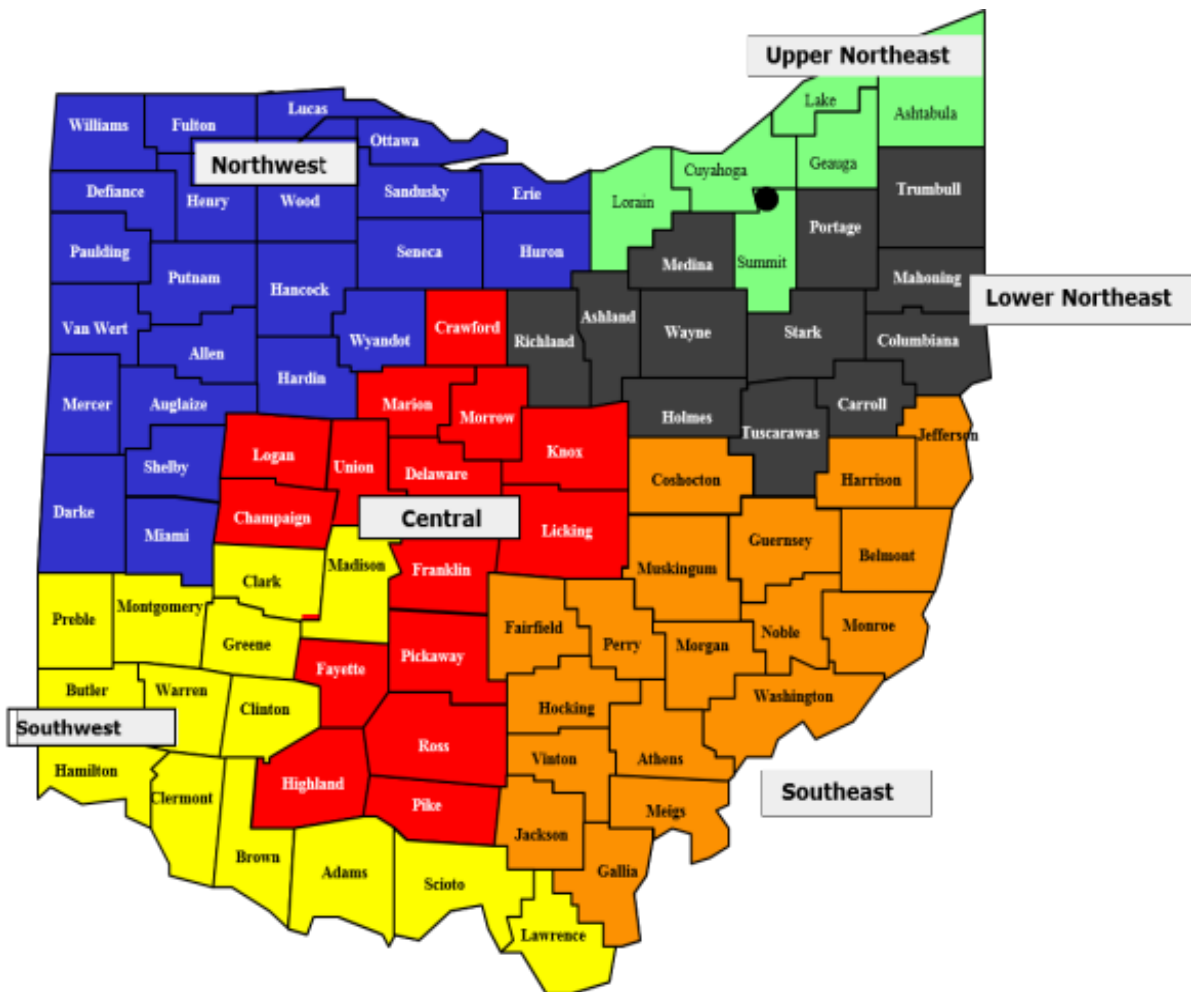 Upper Northeast
Lake
Ashtabula
Lucas
Williams
Fulton
Ottawa
Northwest
Cuyahoga
Geauga
Defiance
Henry
Wood
Sandusky
Erie
Lorain
Trumbull
Portage
Paulding
Putnam
Seneca
Huron
Medina
Summit
Mahoning
Hancock
Lower Northeast
Van Wert
Allen
Wyandot
Crawford
Richland
Ashland
Wayne
Stark
Columbiana
Hardin
Mercer
Auglaize
Marion
Morrow
Holmes
Carroll
Tuscarawas
Jefferson
Shelby
Logan
Union
Delaware
Knox
Coshocton
Harrison
Darke
Miami
Champaign
Central
Licking
Guernsey
Belmont
Clark
Madison
Franklin
Muskingum
Preble
Montgomery
Greene
Fairfield
Perry
Morgan
Noble
Monroe
Fayette
Pickaway
Butler
Warren
Clinton
Hocking
Washington
Southwest
Ross
Vinton
Athens
Hamilton
Clermont
Highland
Pike
Southeast
Meigs
Jackson
Brown
Adams
Scioto
Gallia
Lawrence